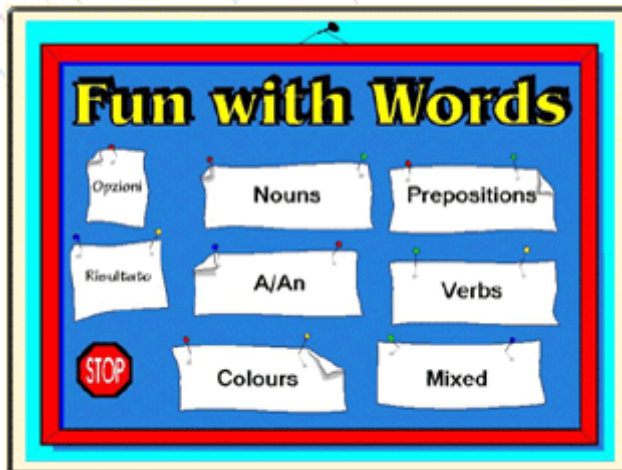 Fun with Words
Opzioni
Nouns
Prepositions
Risultato
A/An
Verbs
STOP
Colours
Mixed